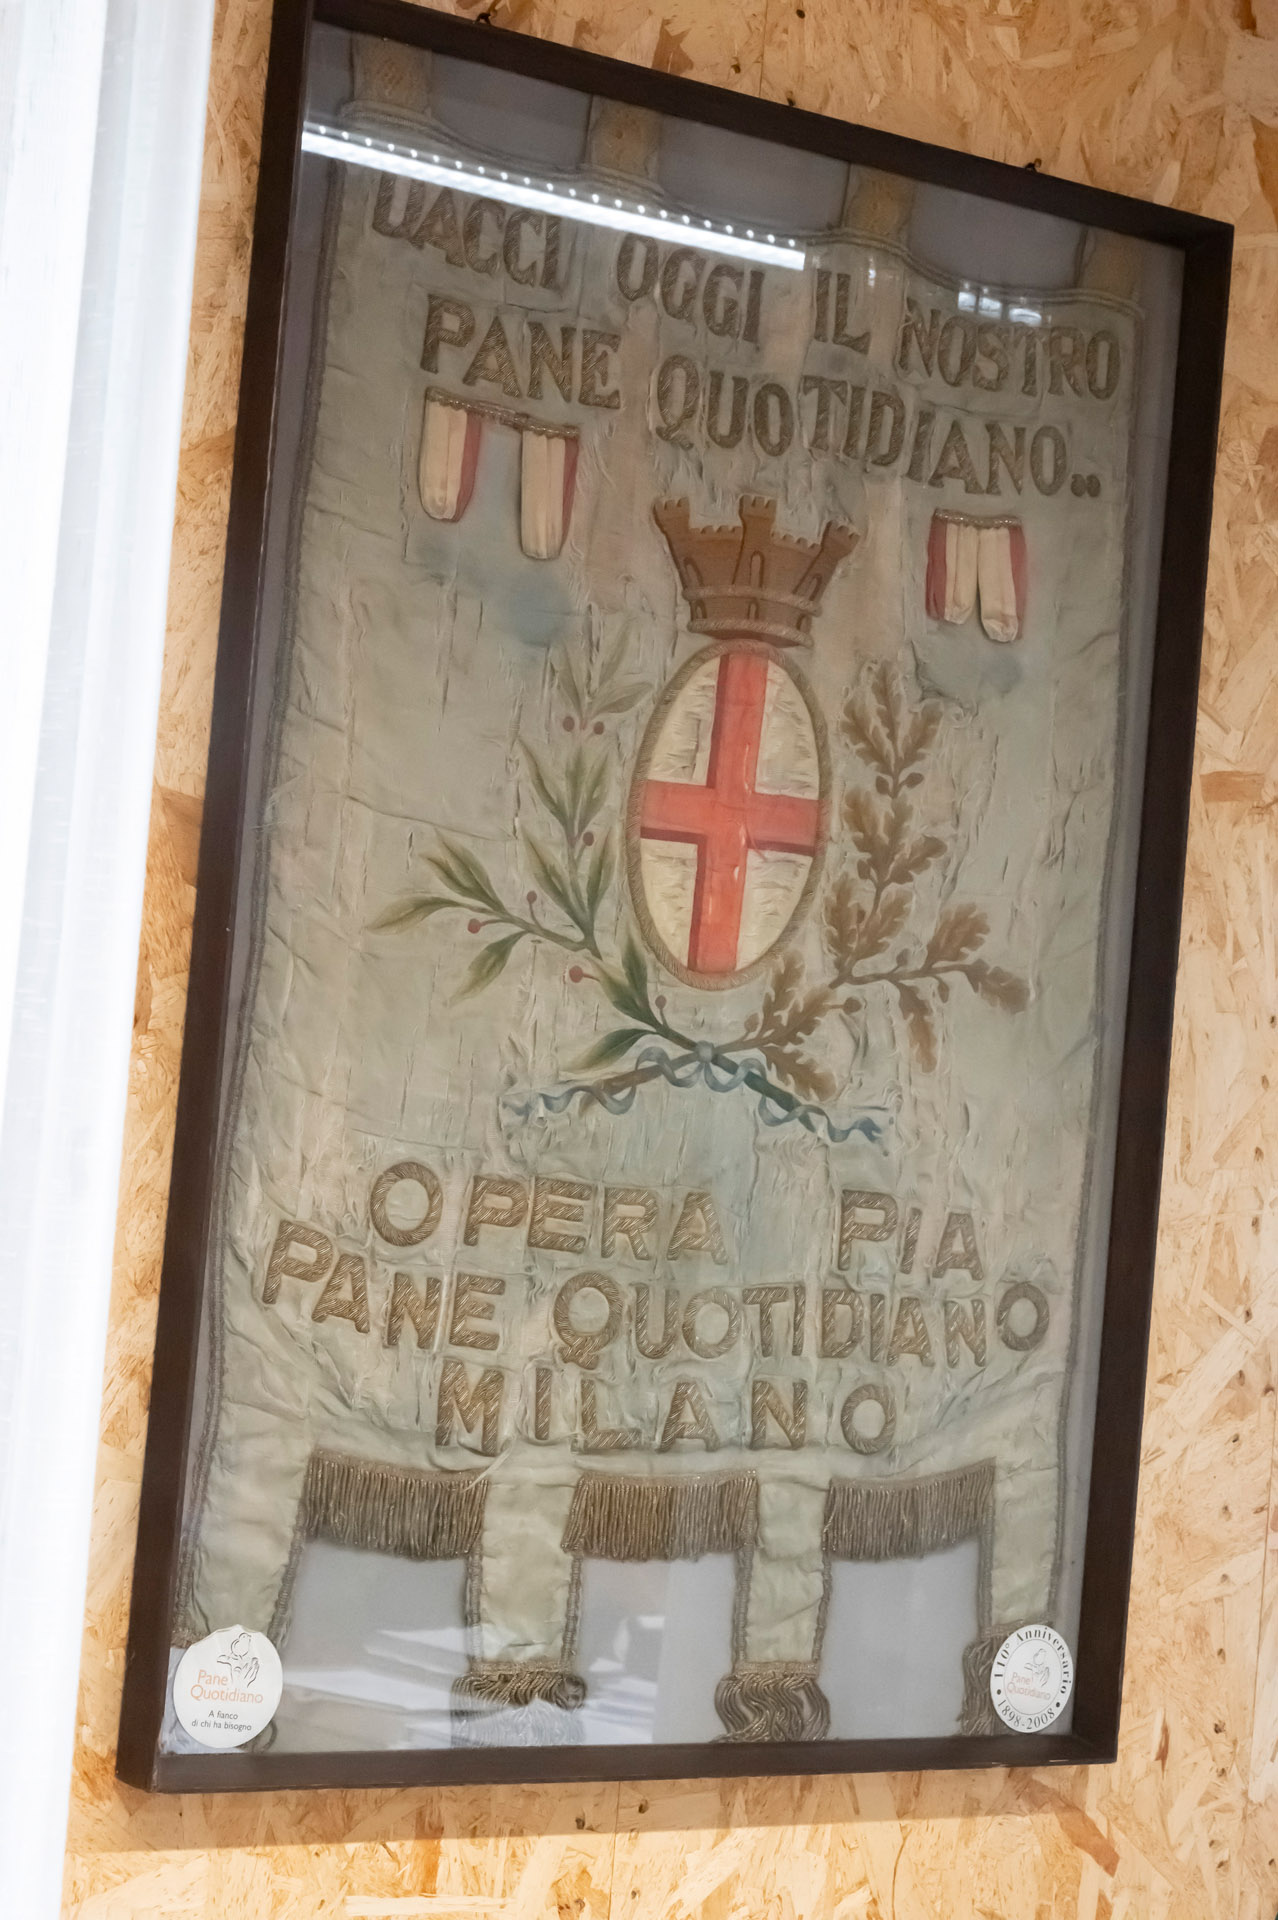 DACCI OGGI IL NOSTRO
PANE QUOTIDIANO..
OPERA PIA
PANE QUOTIDIANO
MILANO
Pane
Quotidiano
A fianco
di chi ha bisogno
110° Anniversario
Pane
Quotidiano
• 1898-2008 •